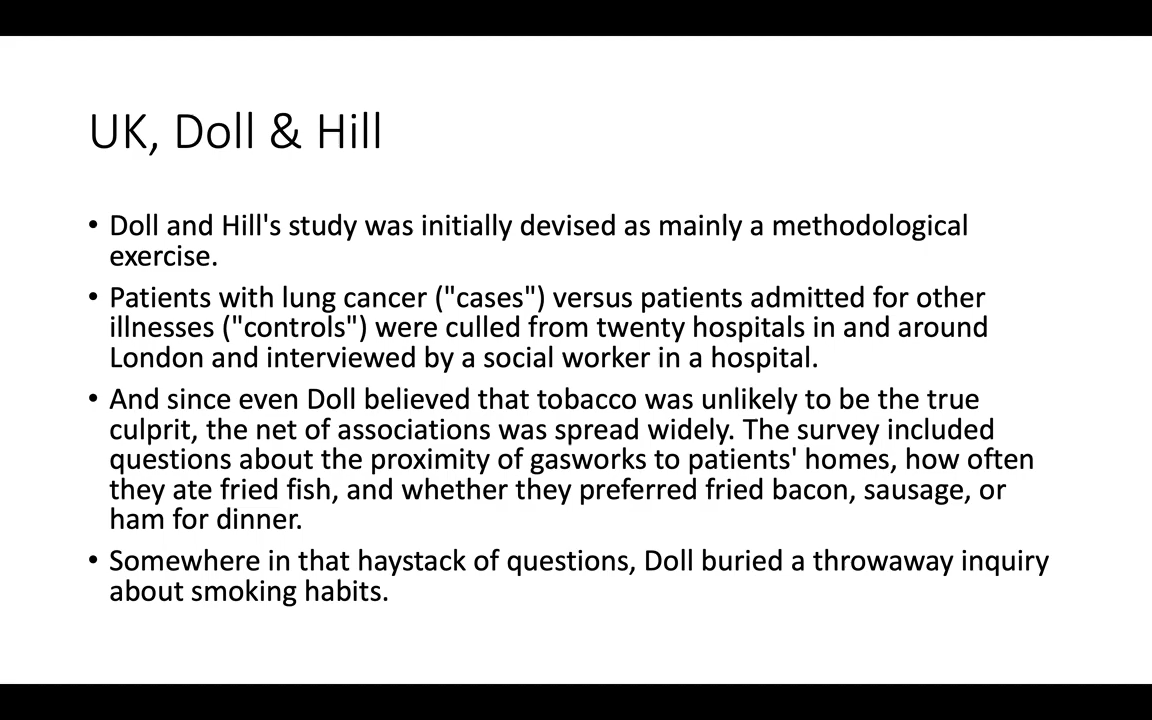 UK, Doll & Hill
• Doll and Hill's study was initially devised as mainly a methodological
exercise.
• Patients with lung cancer ("cases") versus patients admitted for other
illnesses ("controls") were culled from twenty hospitals in and around
London and interviewed by a social worker in a hospital.
• And since even Doll believed that tobacco was unlikely to be the true
culprit, the net of associations was spread widely. The survey included
questions about the proximity of gasworks to patients' homes, how often
they ate fried fish, and whether they preferred fried bacon, sausage, or
ham for dinner.
• Somewhere in that haystack of questions, Doll buried a throwaway inquiry
about smoking habits.